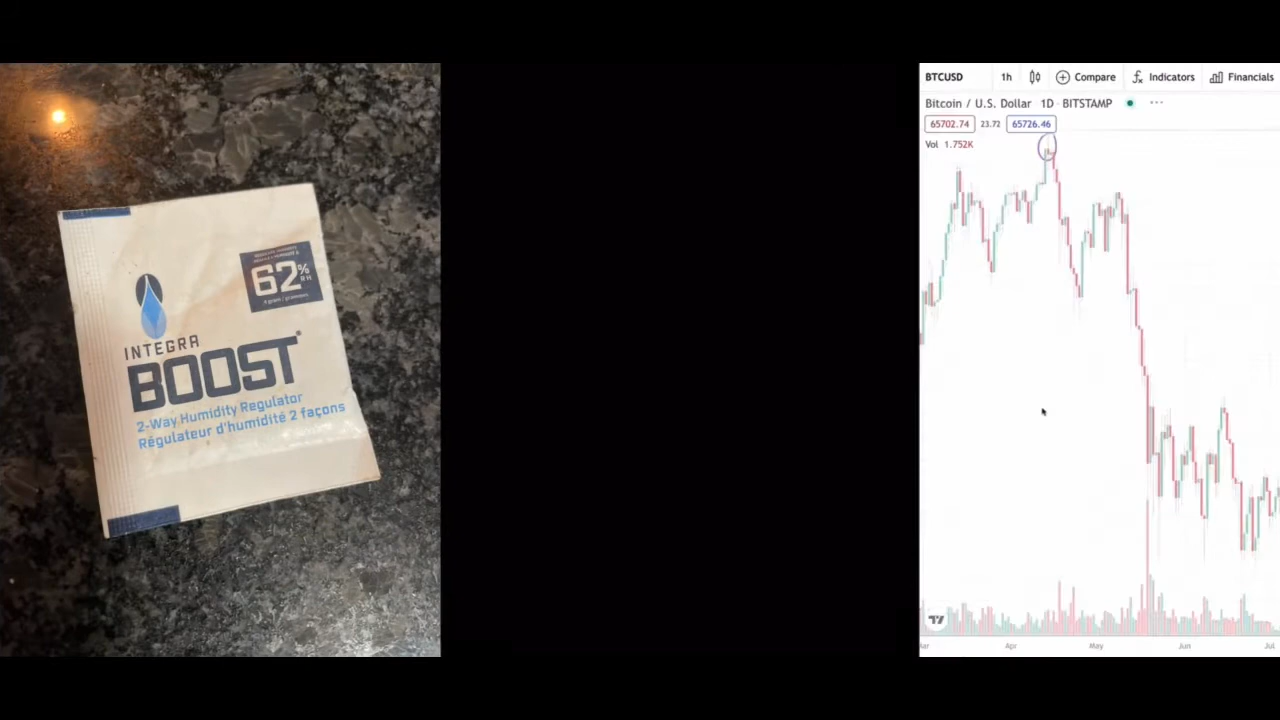 62%
RH
INTEGRA
BOOST
2-Way Humidity Regulator
Régulateur d'humidité 2 façons
BTCUSD 1h Compare Indicators Financials
Bitcoin / U.S. Dollar 1D · BITSTAMP
65702.74 23.72 65726.46
Vol 1.752K
Apr May Jun Jul